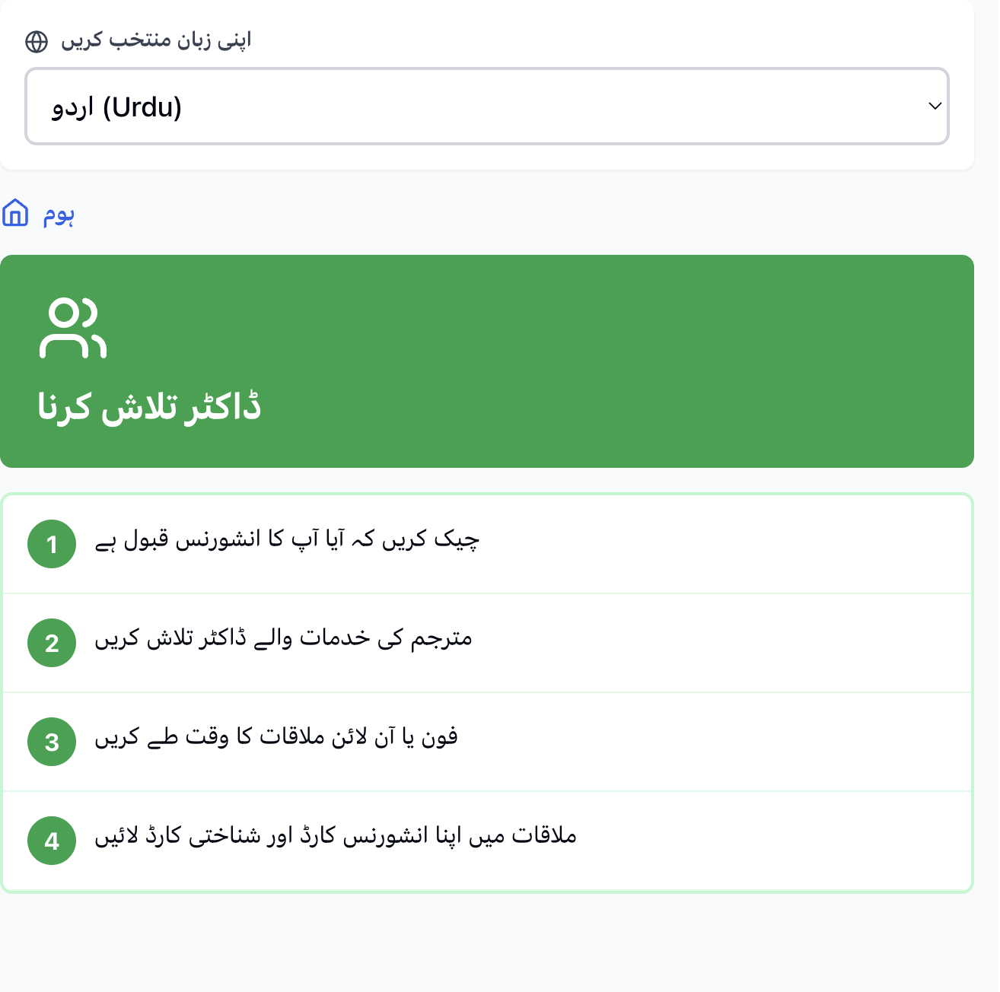 اپنی زبان منتخب کریں
اردو (Urdu)
ہوم
ڈاکٹر تلاش کرنا
1 چیک کریں کہ آیا آپ کا انشورنس قبول ہے
2 مترجم کی خدمات والے ڈاکٹر تلاش کریں
3 فون یا آن لائن ملاقات کا وقت طے کریں
4 ملاقات میں اپنا انشورنس کارڈ اور شناختی کارڈ لائیں